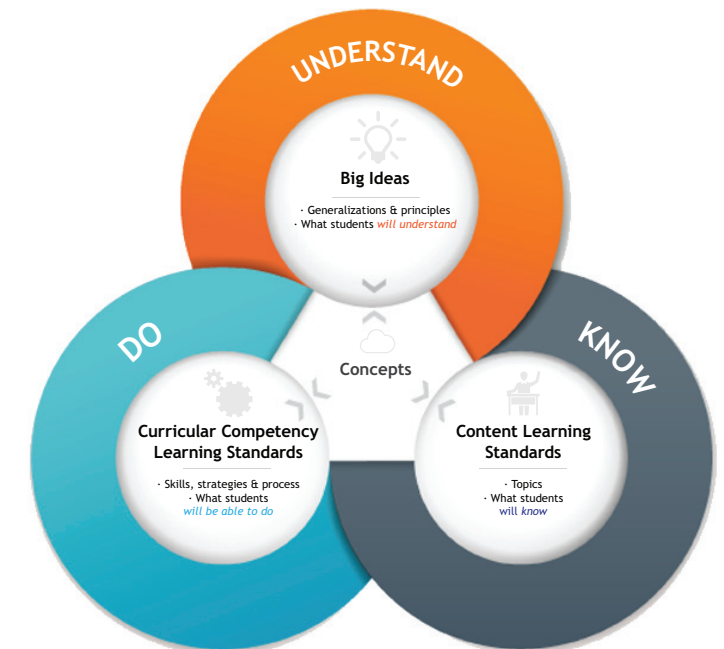 UNDERSTAND
Big Ideas
· Generalizations & principles
· What students will understand
DO
KNOW
Concepts
Curricular Competency
Learning Standards
· Skills, strategies & process
· What students
will be able to do
Content Learning
Standards
· Topics
· What students
will know